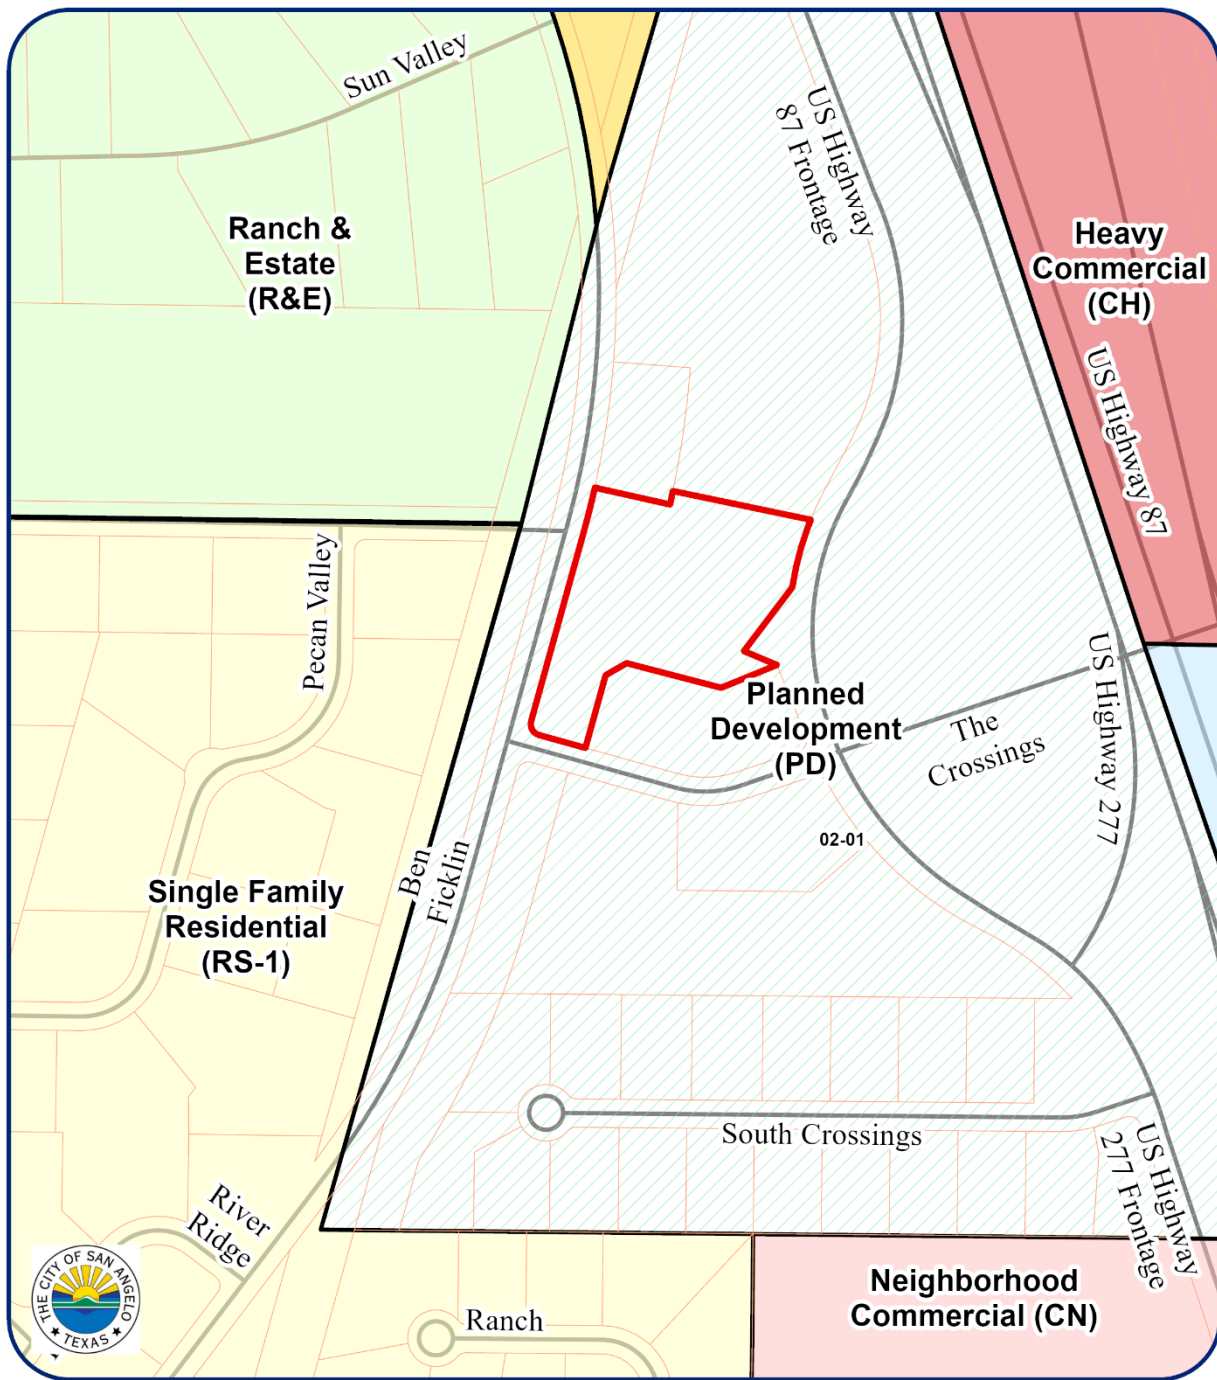 Sun Valley
US Highway
87 Frontage
Ranch &
Estate
(R&E)
Heavy
Commercial
(CH)
US Highway 87
Pecan Valley
US Highway 277
Planned
Development
(PD)
The
Crossings
02-01
Ben
Ficklin
Single Family
Residential
(RS-1)
South Crossings
US Highway
277 Frontage
River
Ridge
THE CITY OF SAN ANGELO
★ TEXAS ★
Ranch
Neighborhood
Commercial (CN)